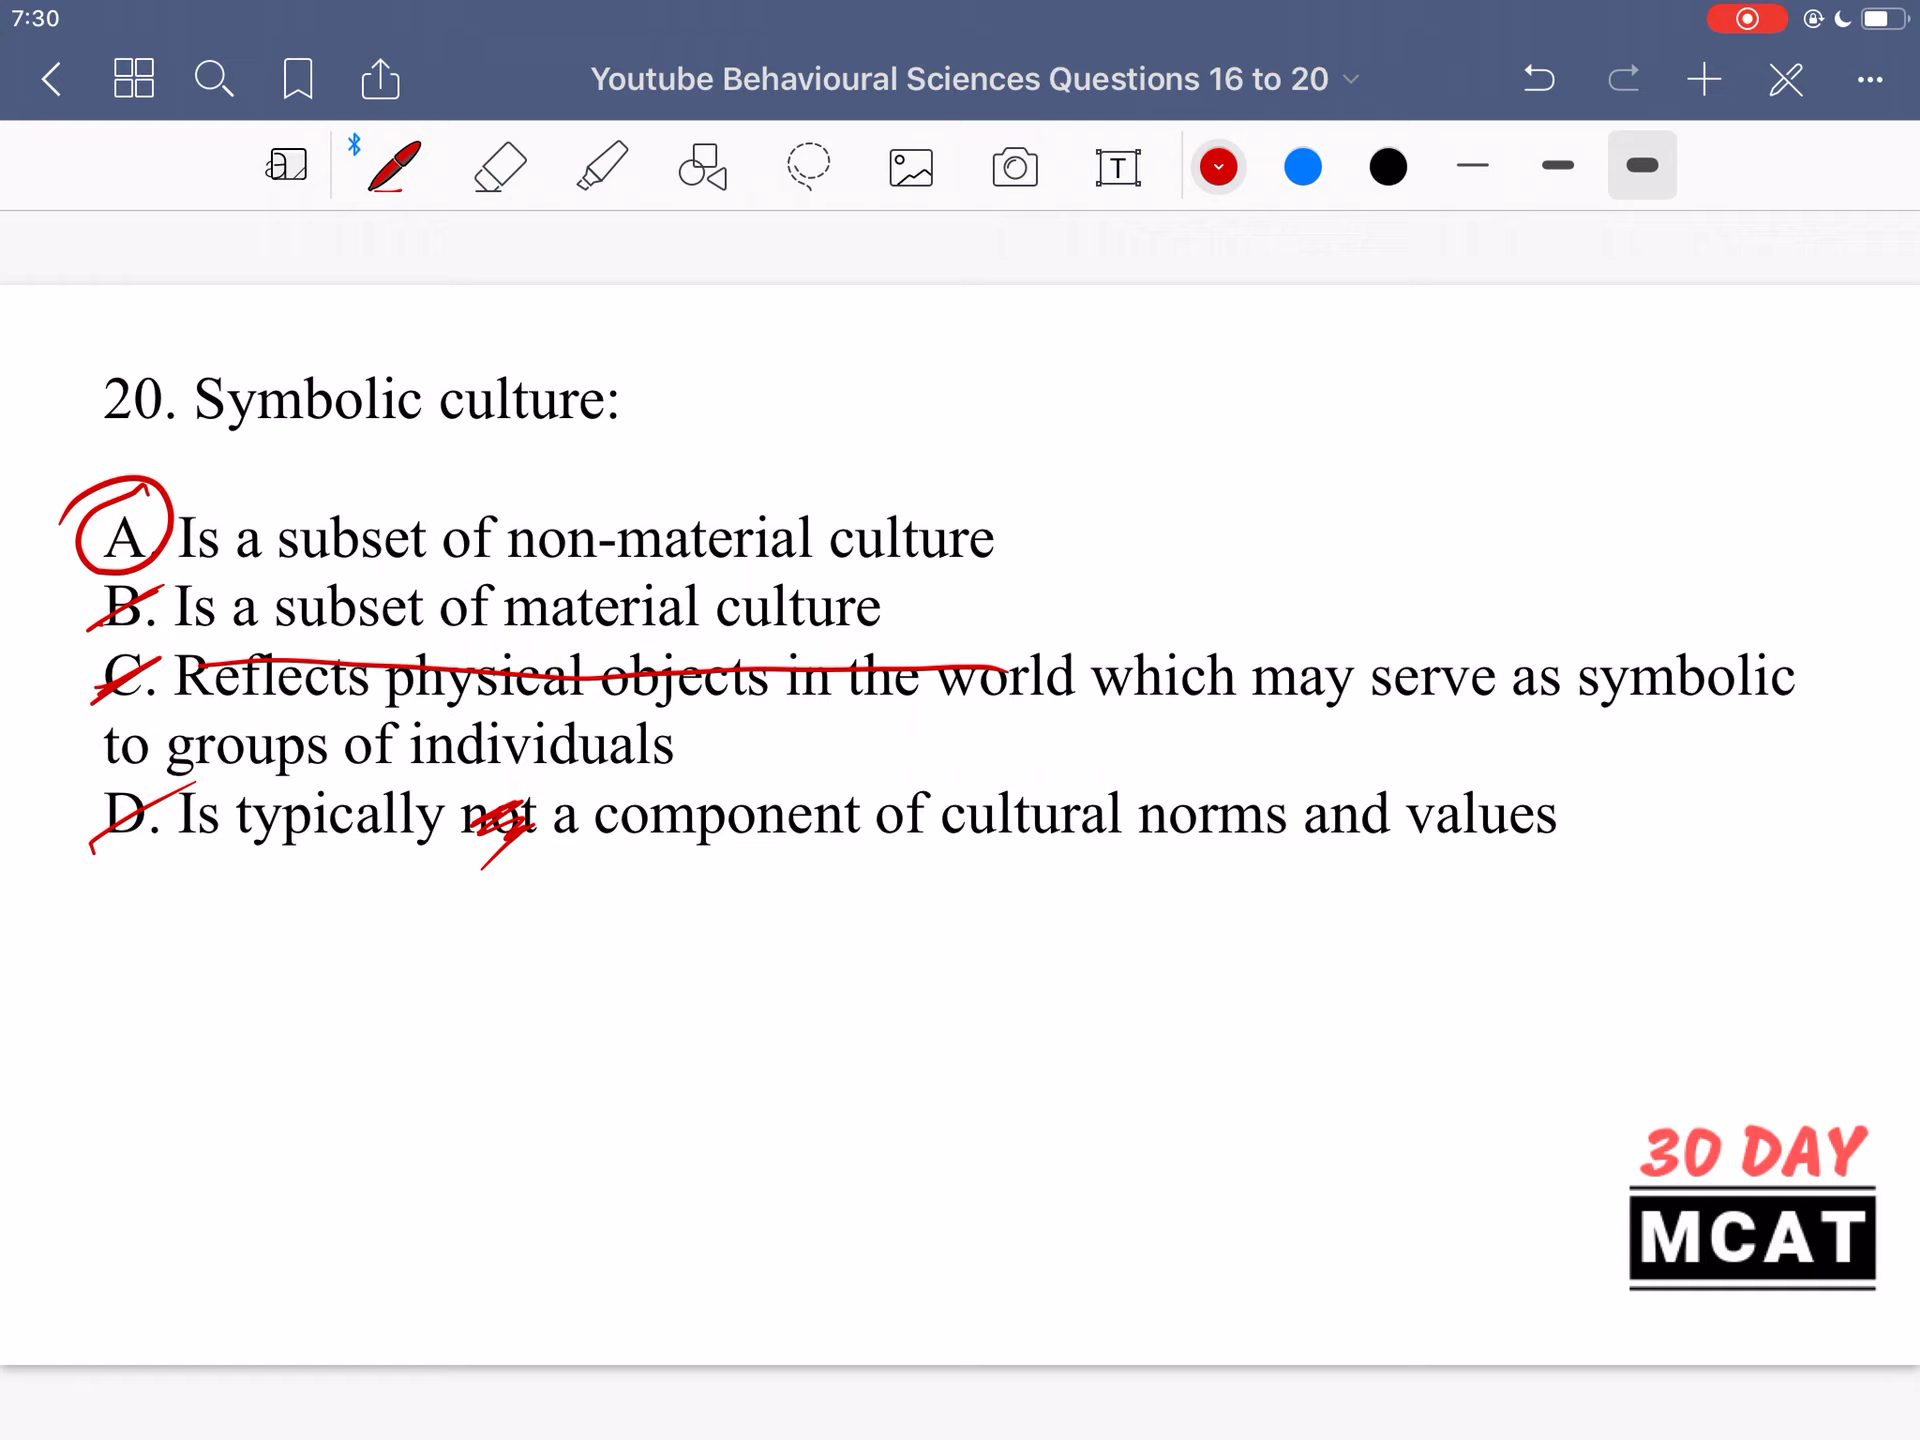 7:30
Youtube Behavioural Sciences Questions 16 to 20
T
20. Symbolic culture:
A. Is a subset of non-material culture
B. Is a subset of material culture
C. Reflects physical objects in the world which may serve as symbolic
to groups of individuals
D. Is typically not a component of cultural norms and values
30 DAY
MCAT